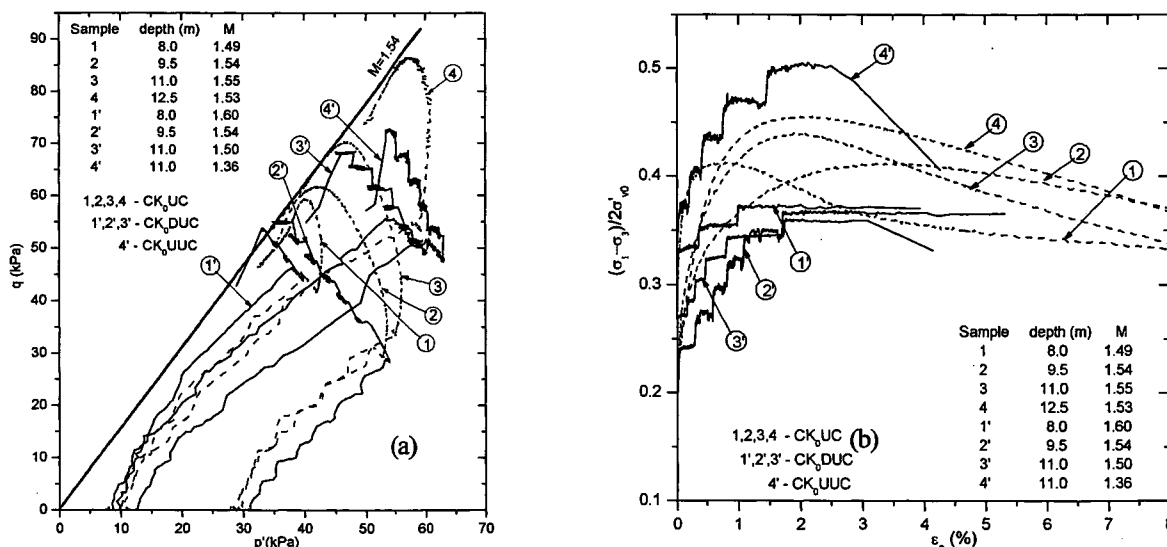 Sample depth (m) M
1 8.0 1.49
2 9.5 1.54
3 11.0 1.55
4 12.5 1.53
1' 8.0 1.60
2' 9.5 1.54
3' 11.0 1.50
4' 11.0 1.36
1,2,3,4 - CK₀UC
1',2',3' - CK₀DUC
4' - CK₀UUC
M=1.54
4
4'
3'
2'
1'
3
2
1
(a)
q (kPa)
90
80
70
60
50
40
30
20
10
0
0 10 20 30 40 50 60 70
p'(kPa)
4'
4
3
2
1
1'
2'
3'
Sample depth (m) M
1 8.0 1.49
2 9.5 1.54
3 11.0 1.55
4 12.5 1.53
1' 8.0 1.60
2' 9.5 1.54
3' 11.0 1.50
4' 11.0 1.36
1,2,3,4 - CK₀UC
1',2',3' - CK₀DUC
4' - CK₀UUC
(b)
(σ₁-σ₃)/2σ'v0
0.5
0.4
0.3
0.2
0.1
0 1 2 3 4 5 6 7 8
εₐ (%)